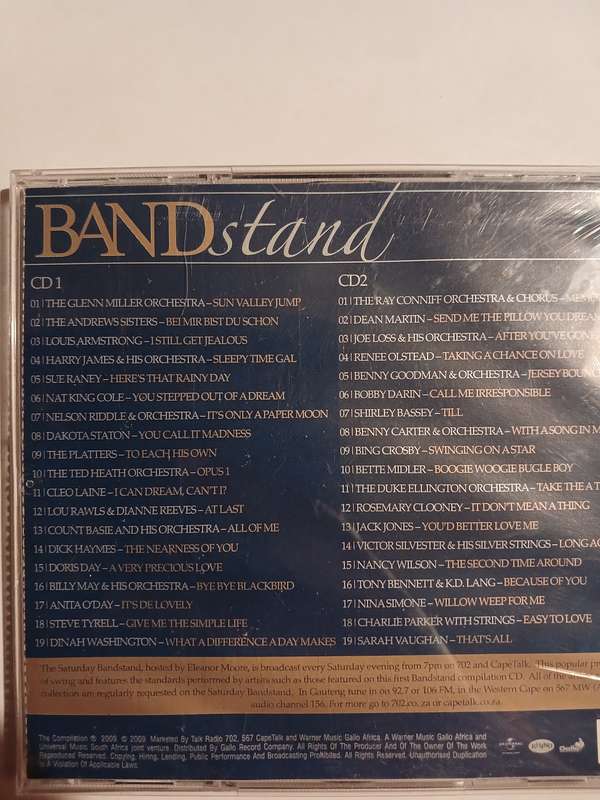 BANDstand
CD 1
01 | THE GLENN MILLER ORCHESTRA – SUN VALLEY JUMP
02 | THE ANDREWS SISTERS – BEI MIR BIST DU SCHON
03 | LOUIS ARMSTRONG – I STILL GET JEALOUS
04 | HARRY JAMES & HIS ORCHESTRA – SLEEPY TIME GAL
05 | SUE RANEY – HERE'S THAT RAINY DAY
06 | NAT KING COLE – YOU STEPPED OUT OF A DREAM
07 | NELSON RIDDLE & ORCHESTRA – IT'S ONLY A PAPER MOON
08 | DAKOTA STATON – YOU CALL IT MADNESS
09 | THE PLATTERS – TO EACH HIS OWN
10 | THE TED HEATH ORCHESTRA – OPUS 1
11 | CLEO LAINE – I CAN DREAM, CAN'T I?
12 | LOU RAWLS & DIANNE REEVES – AT LAST
13 | COUNT BASIE AND HIS ORCHESTRA – ALL OF ME
14 | DICK HAYMES – THE NEARNESS OF YOU
15 | DORIS DAY – A VERY PRECIOUS LOVE
16 | BILLY MAY & HIS ORCHESTRA – BYE BYE BLACKBIRD
17 | ANITA O'DAY – IT'S DE LOVELY
18 | STEVE TYRELL – GIVE ME THE SIMPLE LIFE
19 | DINAH WASHINGTON – WHAT A DIFFERENCE A DAY MAKES
CD2
01 | THE RAY CONNIFF ORCHESTRA & CHORUS –
02 | DEAN MARTIN – SEND ME THE PILLOW YOU DREAM
03 | JOE LOSS & HIS ORCHESTRA – AFTER YOU'VE GONE
04 | RENEE OLSTEAD – TAKING A CHANCE ON LOVE
05 | BENNY GOODMAN & ORCHESTRA – JERSEY BOUNC
06 | BOBBY DARIN – CALL ME IRRESPONSIBLE
07 | SHIRLEY BASSEY – TILL
08 | BENNY CARTER & ORCHESTRA – WITH A SONG IN M
09 | BING CROSBY – SWINGING ON A STAR
10 | BETTE MIDLER – BOOGIE WOOGIE BUGLE BOY
11 | THE DUKE ELLINGTON ORCHESTRA – TAKE THE A T
12 | ROSEMARY CLOONEY – IT DON'T MEAN A THING
13 | JACK JONES – YOU'D BETTER LOVE ME
14 | VICTOR SILVESTER & HIS SILVER STRINGS – LONG AG
15 | NANCY WILSON – THE SECOND TIME AROUND
16 | TONY BENNETT & K.D. LANG – BECAUSE OF YOU
17 | NINA SIMONE – WILLOW WEEP FOR ME
18 | CHARLIE PARKER WITH STRINGS – EASY TO LOVE
19 | SARAH VAUGHAN – THAT'S ALL
The Saturday Bandstand, hosted by Eleanor Moore, is broadcast every Saturday evening from 7pm on 702 and CapeTalk. This popular pr
of swing and features the standards performed by artists such as those featured on this first Bandstand compilation CD. All of the
collection are regularly requested on the Saturday Bandstand. In Gauteng tune in on 92.7 or 106 FM, in the Western Cape on 567 MW
audio channel 156. For more go to 702.co.za or capetalk.co.za.
The Compilation ℗ 2009 © 2009 Marketed By Talk Radio 702, 567 CapeTalk and Warner Music Gallo Africa. A Warner Music Gallo Africa and
Universal Music South Africa joint venture. Distributed By Gallo Record Company. All Rights Of The Producer And Of The Owner Of The Work
Reproduced Reserved. Copying, Hiring, Lending, Public Performance And Broadcasting Prohibited. All Rights Reserved. Unauthorised Duplication
Is A Violation Of Applicable Laws.